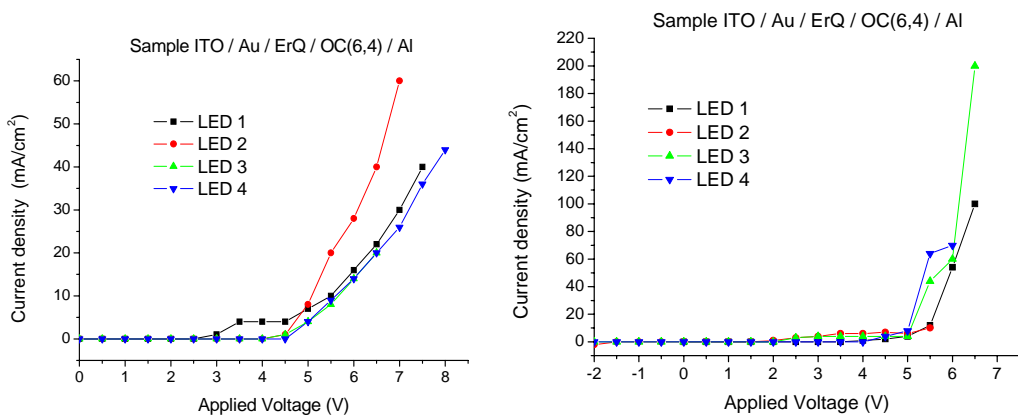 Sample ITO / Au / ErQ / OC(6,4) / Al
60
50
40
30
20
10
0
Current density (mA/cm²)
LED 1
LED 2
LED 3
LED 4
0 1 2 3 4 5 6 7 8
Applied Voltage (V)
Sample ITO / Au / ErQ / OC(6,4) / Al
220
200
180
160
140
120
100
80
60
40
20
0
Current density (mA/cm²)
LED 1
LED 2
LED 3
LED 4
-2 -1 0 1 2 3 4 5 6 7
Applied Voltage (V)